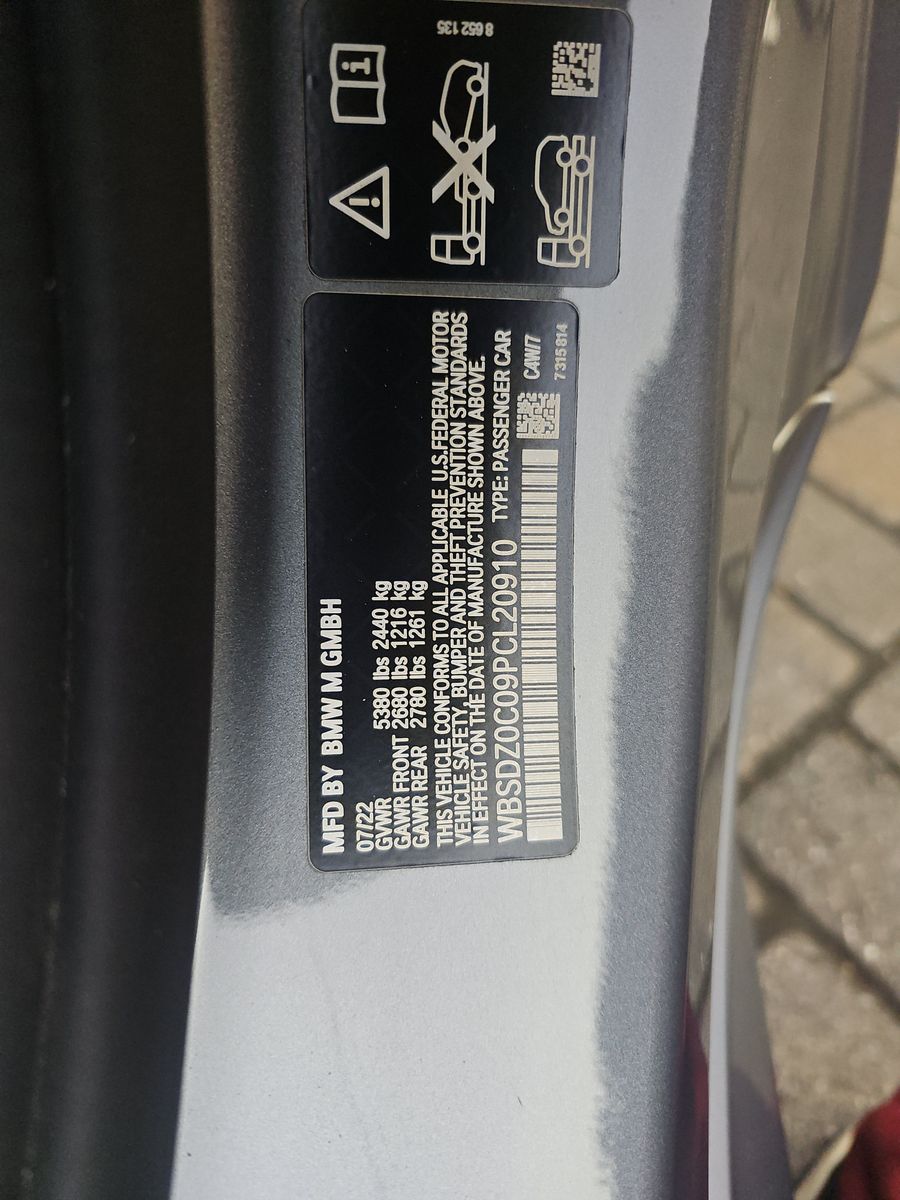 8 652 135
MFD BY BMW M GMBH
07/22
GVWR 5380 lbs 2440 kg
GAWR FRONT 2680 lbs 1216 kg
GAWR REAR 2780 lbs 1261 kg
THIS VEHICLE CONFORMS TO ALL APPLICABLE U.S.FEDERAL MOTOR
VEHICLE SAFETY, BUMPER AND THEFT PREVENTION STANDARDS
IN EFFECT ON THE DATE OF MANUFACTURE SHOWN ABOVE.
WBSDZ0C09PCL20910 TYPE: PASSENGER CAR
C4W/7
7315814